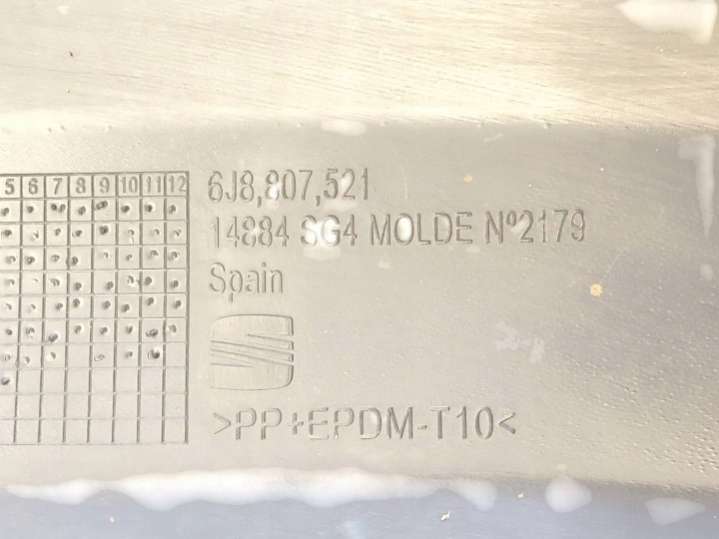 5 6 7 8 9 10 11 12
6J8,807,521
14884 SG4 MOLDE Nº2179
Spain
>PP+EPDM-T10<